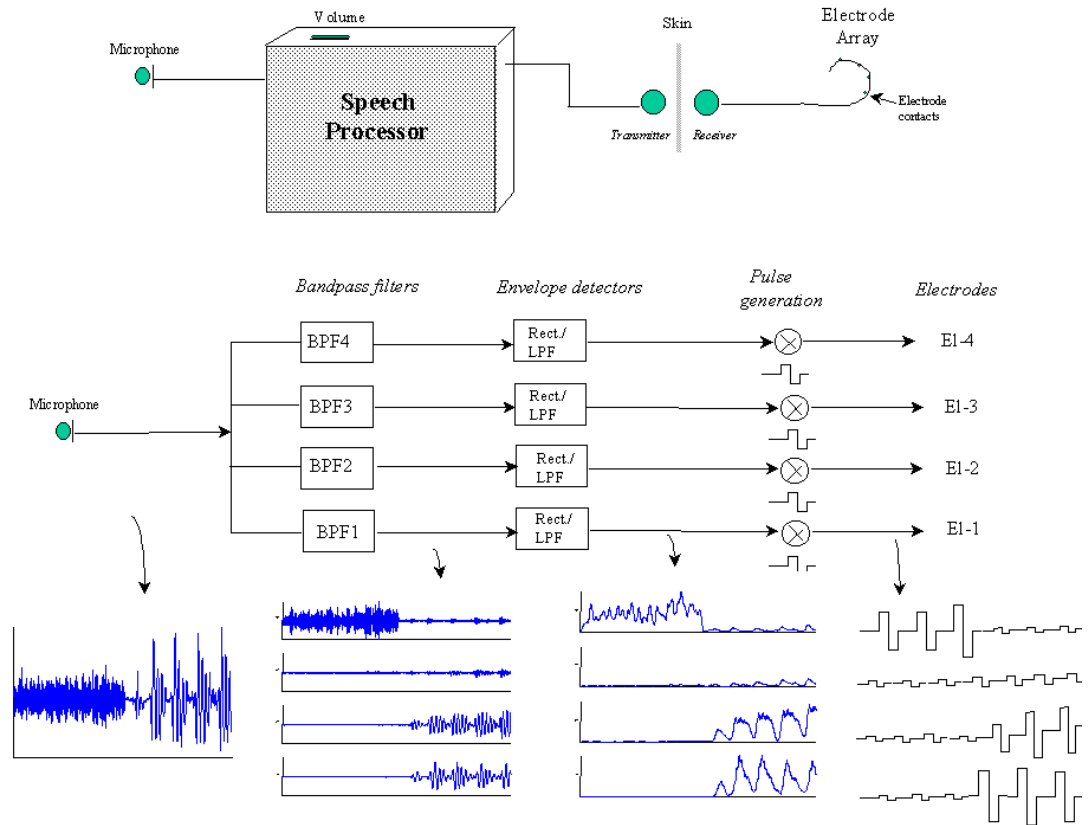 Volume
Skin
Electrode
Array
Microphone
Speech
Processor
Electrode
contacts
Transmitter
Receiver
Bandpass filters
Envelope detectors
Pulse
generation
Electrodes
BPF4
Rect./
LPF
E1-4
Microphone
BPF3
Rect./
LPF
E1-3
BPF2
Rect./
LPF
E1-2
BPF1
Rect./
LPF
E1-1